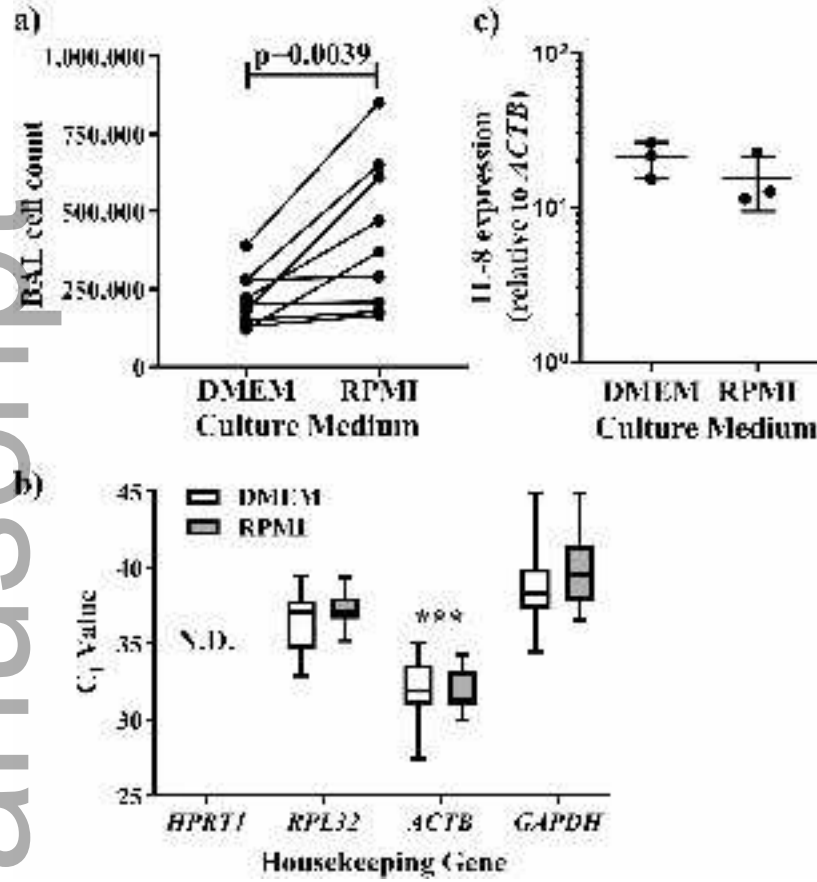 a)
p=0.0039
1,000,000
750,000
500,000
250,000
0
BAL cell count
DMEM RPMI
Culture Medium
c)
10²
10¹
10⁰
IL-8 expression
(relative to ACTB)
DMEM RPMI
Culture Medium
b)
DMEM
RPMI
45
40
35
30
25
Cₜ Value
N.D.
***
HPRT1 RPL32 ACTB GAPDH
Housekeeping Gene
anuscript